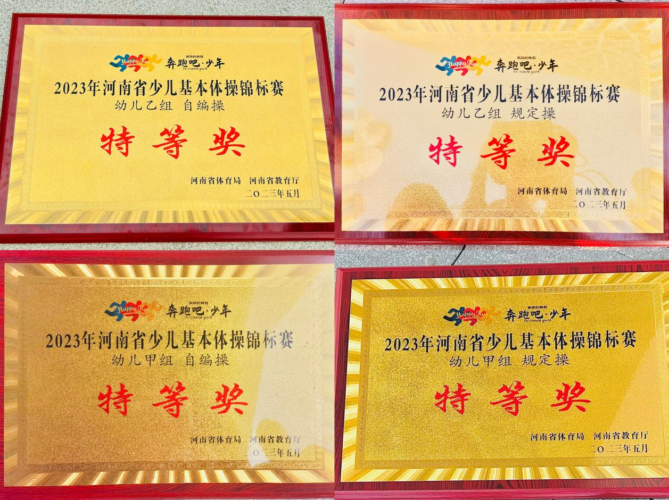 奔跑吧·少年
2023年河南省少儿基本体操锦标赛
幼儿乙组 自编操
特等奖
河南省体育局 河南省教育厅
二〇二三年五月
奔跑吧·少年
2023年河南省少儿基本体操锦标赛
幼儿乙组 规定操
特等奖
河南省体育局 河南省教育厅
二〇二三年五月
奔跑吧·少年
2023年河南省少儿基本体操锦标赛
幼儿甲组 自编操
特等奖
河南省体育局 河南省教育厅
二〇二三年五月
奔跑吧·少年
2023年河南省少儿基本体操锦标赛
幼儿甲组 规定操
特等奖
河南省体育局 河南省教育厅
二〇二三年五月